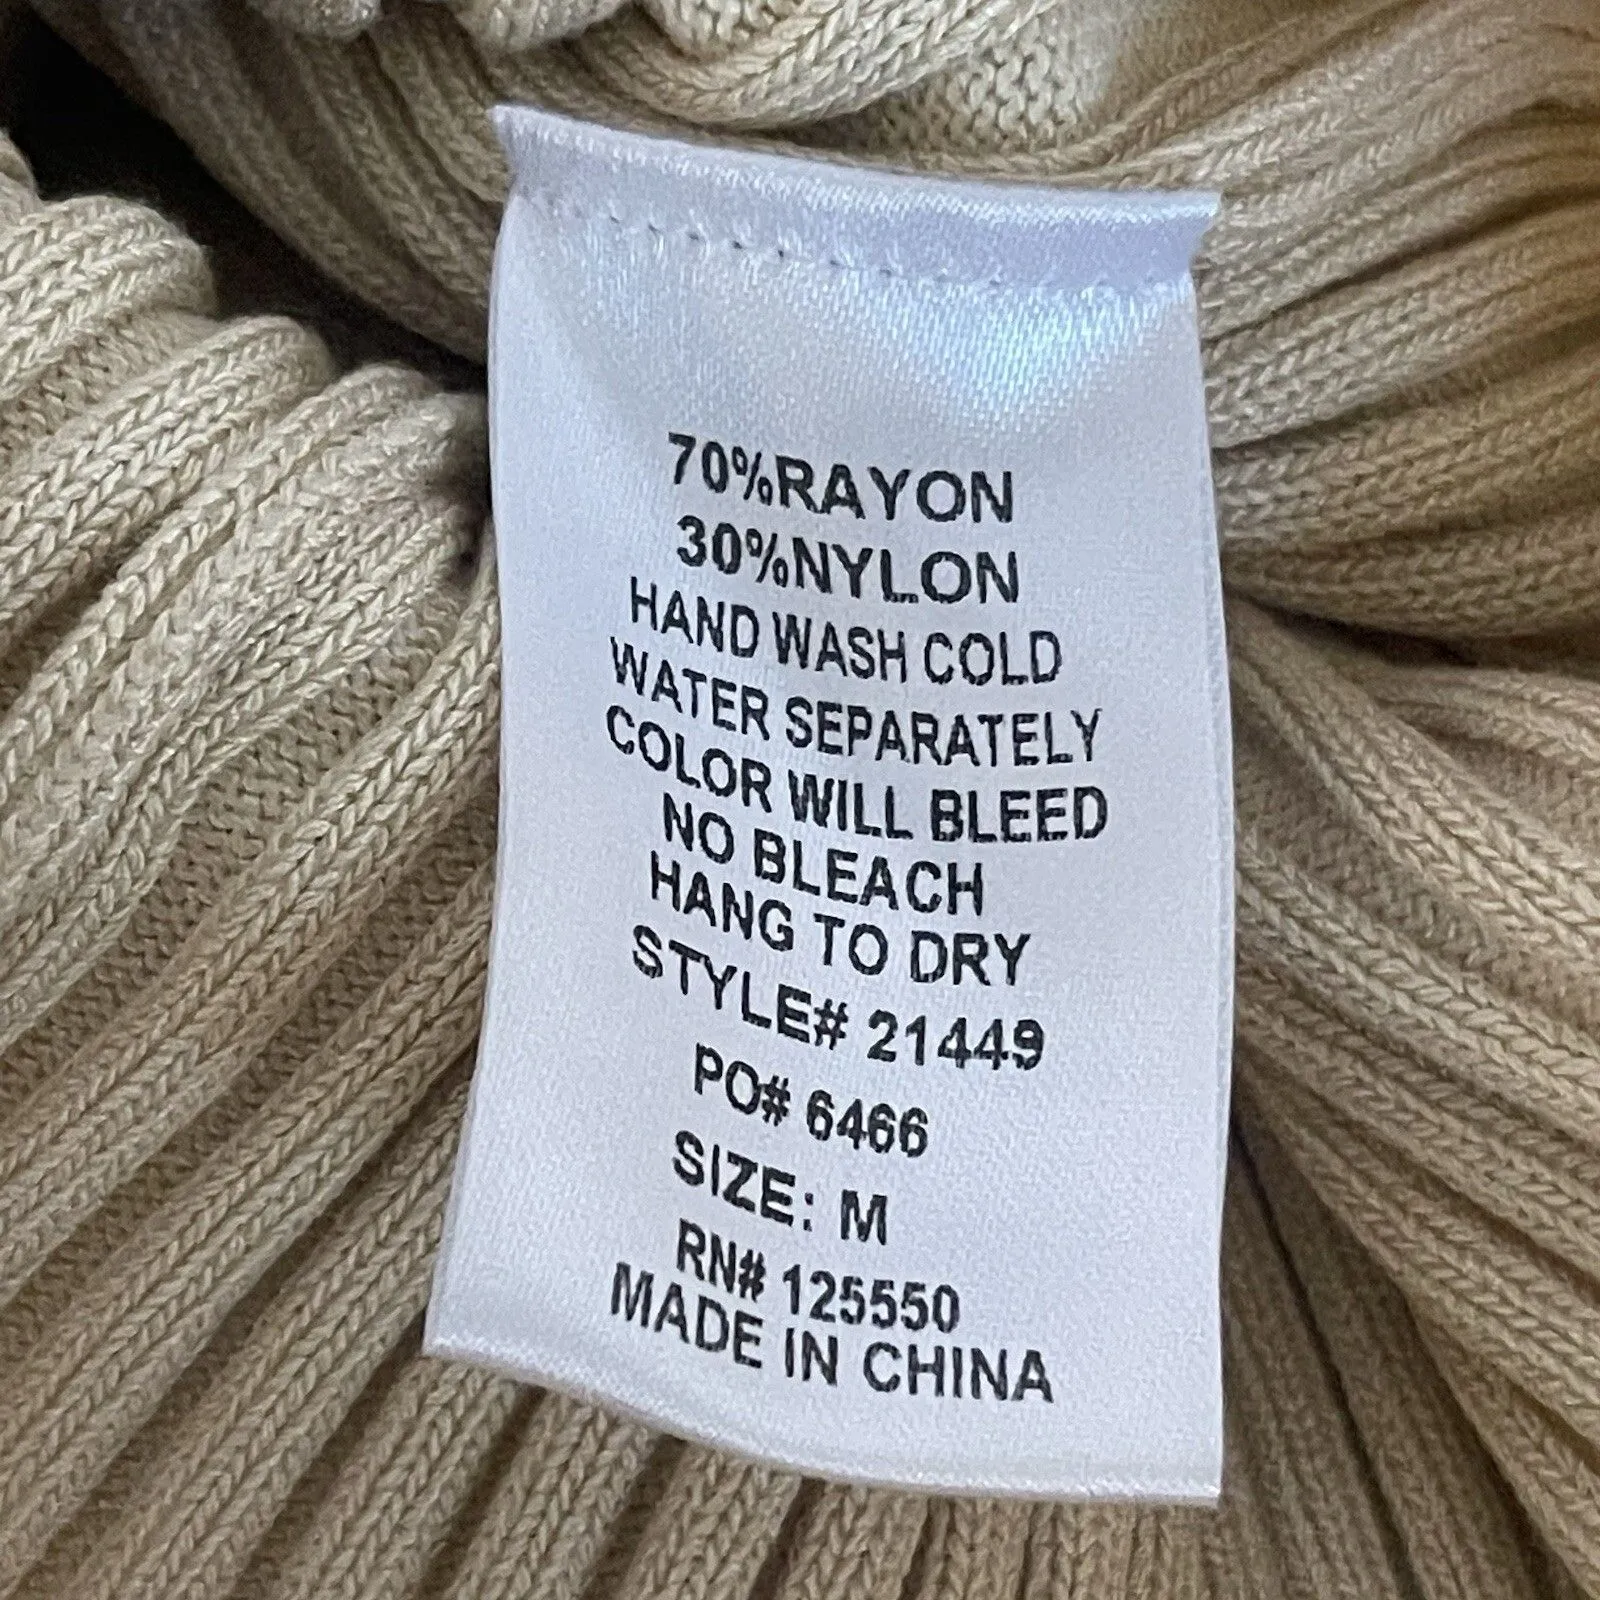 70%RAYON
30%NYLON
HAND WASH COLD
WATER SEPARATELY
COLOR WILL BLEED
NO BLEACH
HANG TO DRY
STYLE# 21449
PO# 6466
SIZE: M
RN# 125550
MADE IN CHINA